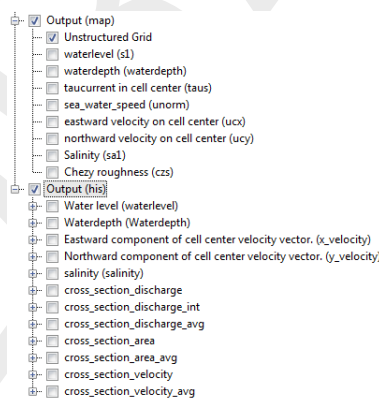 Output (map)
Unstructured Grid
waterlevel (s1)
waterdepth (waterdepth)
taucurrent in cell center (taus)
sea_water_speed (unorm)
eastward velocity on cell center (ucx)
northward velocity on cell center (ucy)
Salinity (sa1)
Chezy roughness (czs)
Output (his)
Water level (waterlevel)
Waterdepth (Waterdepth)
Eastward component of cell center velocity vector. (x_velocity)
Northward component of cell center velocity vector. (y_velocity)
salinity (salinity)
cross_section_discharge
cross_section_discharge_int
cross_section_discharge_avg
cross_section_area
cross_section_area_avg
cross_section_velocity
cross_section_velocity_avg